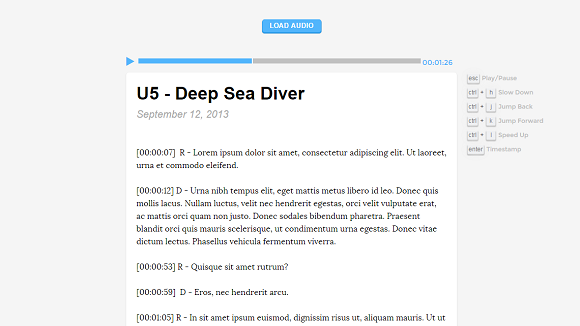 LOAD AUDIO
00:01:26
U5 - Deep Sea Diver
September 12, 2013
[00:00:07] R - Lorem ipsum dolor sit amet, consectetur adipiscing elit. Ut laoreet,
urna et commodo eleifend.
[00:00:12] D - Urna nibh tempus elit, eget mattis metus libero id leo. Donec quis
mollis lacus. Nullam luctus, velit nec hendrerit egestas, orci velit vulputate erat,
ac mattis orci quam non justo. Donec sodales bibendum pharetra. Praesent
blandit orci quis mauris scelerisque, ut condimentum urna egestas. Donec vitae
dictum lectus. Phasellus vehicula fermentum viverra.
[00:00:53] R - Quisque sit amet rutrum?
[00:00:59] D - Eros, nec hendrerit arcu.
[00:01:05] R - In sit amet ipsum euismod, dignissim risus ut, aliquam mauris. Ut ut
esc Play/Pause
ctrl + h Slow Down
ctrl + j Jump Back
ctrl + k Jump Forward
ctrl + l Speed Up
enter Timestamp